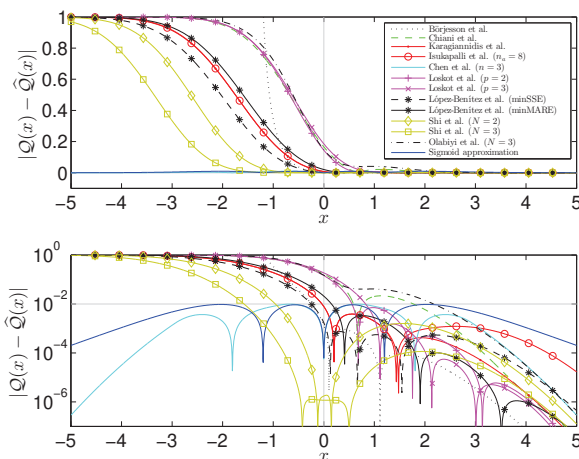 |Q(x) − Q̂(x)|
1
0.8
0.6
0.4
0.2
0
−5 −4 −3 −2 −1 0 1 2 3 4 5
x
Börjesson et al.
Chiani et al.
Karagiannidis et al.
Isukapalli et al. (n_a = 8)
Chen et al. (n = 3)
Loskot et al. (p = 2)
Loskot et al. (p = 3)
López-Benítez et al. (minSSE)
López-Benítez et al. (minMARE)
Shi et al. (N = 2)
Shi et al. (N = 3)
Olabiyi et al. (N = 3)
Sigmoid approximation
|Q(x) − Q̂(x)|
10^0
10^−2
10^−4
10^−6
−5 −4 −3 −2 −1 0 1 2 3 4 5
x